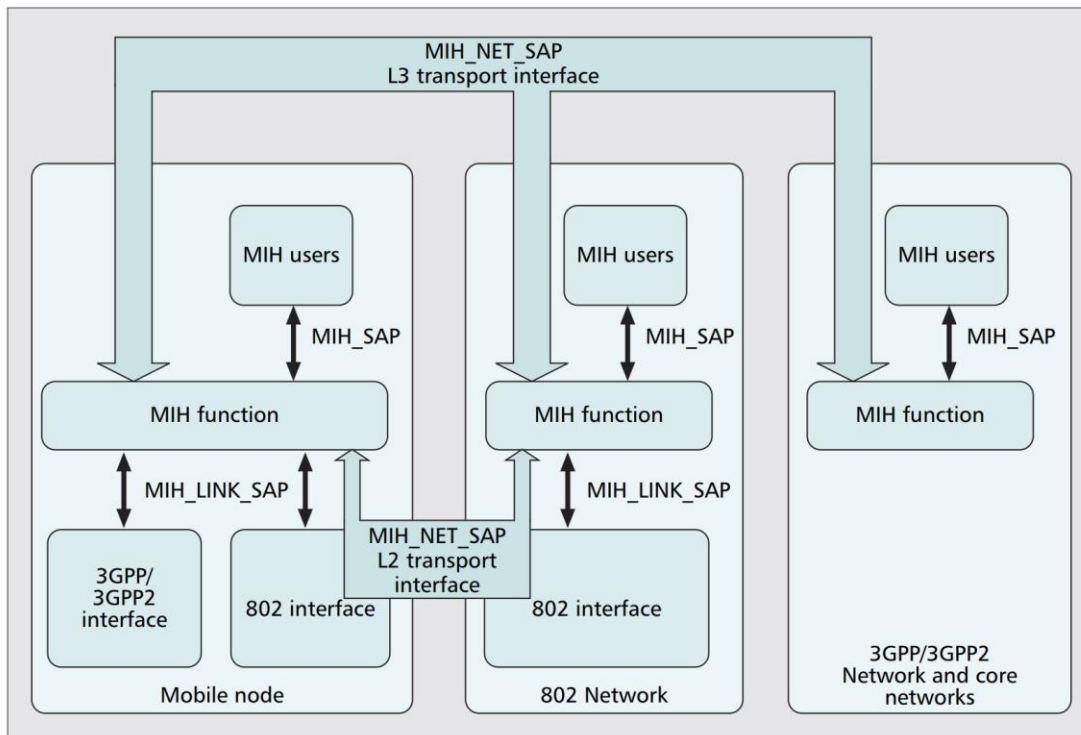 MIH_NET_SAP
L3 transport interface
MIH users
MIH users
MIH users
MIH_SAP
MIH_SAP
MIH_SAP
MIH function
MIH function
MIH function
MIH_LINK_SAP
MIH_LINK_SAP
MIH_NET_SAP
L2 transport
interface
3GPP/
3GPP2
interface
802 interface
802 interface
Mobile node
802 Network
3GPP/3GPP2
Network and core
networks